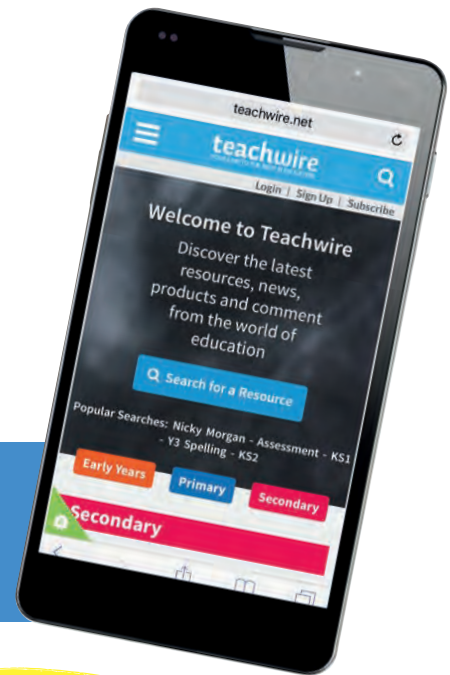 teachwire.net
teachwire
Login | Sign Up | Subscribe
Welcome to Teachwire
Discover the latest
resources, news,
products and comment
from the world of
education
Search for a Resource
Popular Searches: Nicky Morgan - Assessment - KS1
- Y3 Spelling - KS2
Early Years
Primary
Secondary
Secondary